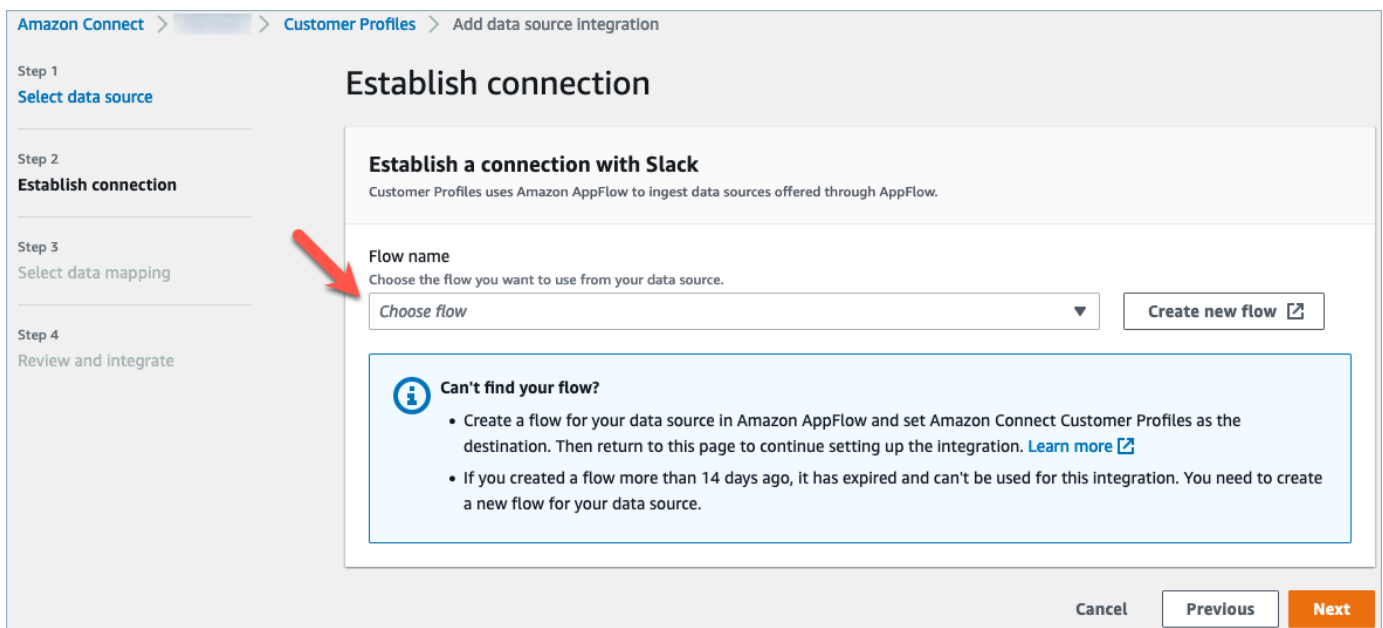 Amazon Connect > > Customer Profiles > Add data source integration
Step 1
Select data source
Step 2
Establish connection
Step 3
Select data mapping
Step 4
Review and integrate
Establish connection
Establish a connection with Slack
Customer Profiles uses Amazon AppFlow to ingest data sources offered through AppFlow.
Flow name
Choose the flow you want to use from your data source.
Choose flow
Create new flow
Can't find your flow?
• Create a flow for your data source in Amazon AppFlow and set Amazon Connect Customer Profiles as the
destination. Then return to this page to continue setting up the integration. Learn more
• If you created a flow more than 14 days ago, it has expired and can't be used for this integration. You need to create
a new flow for your data source.
Cancel
Previous
Next